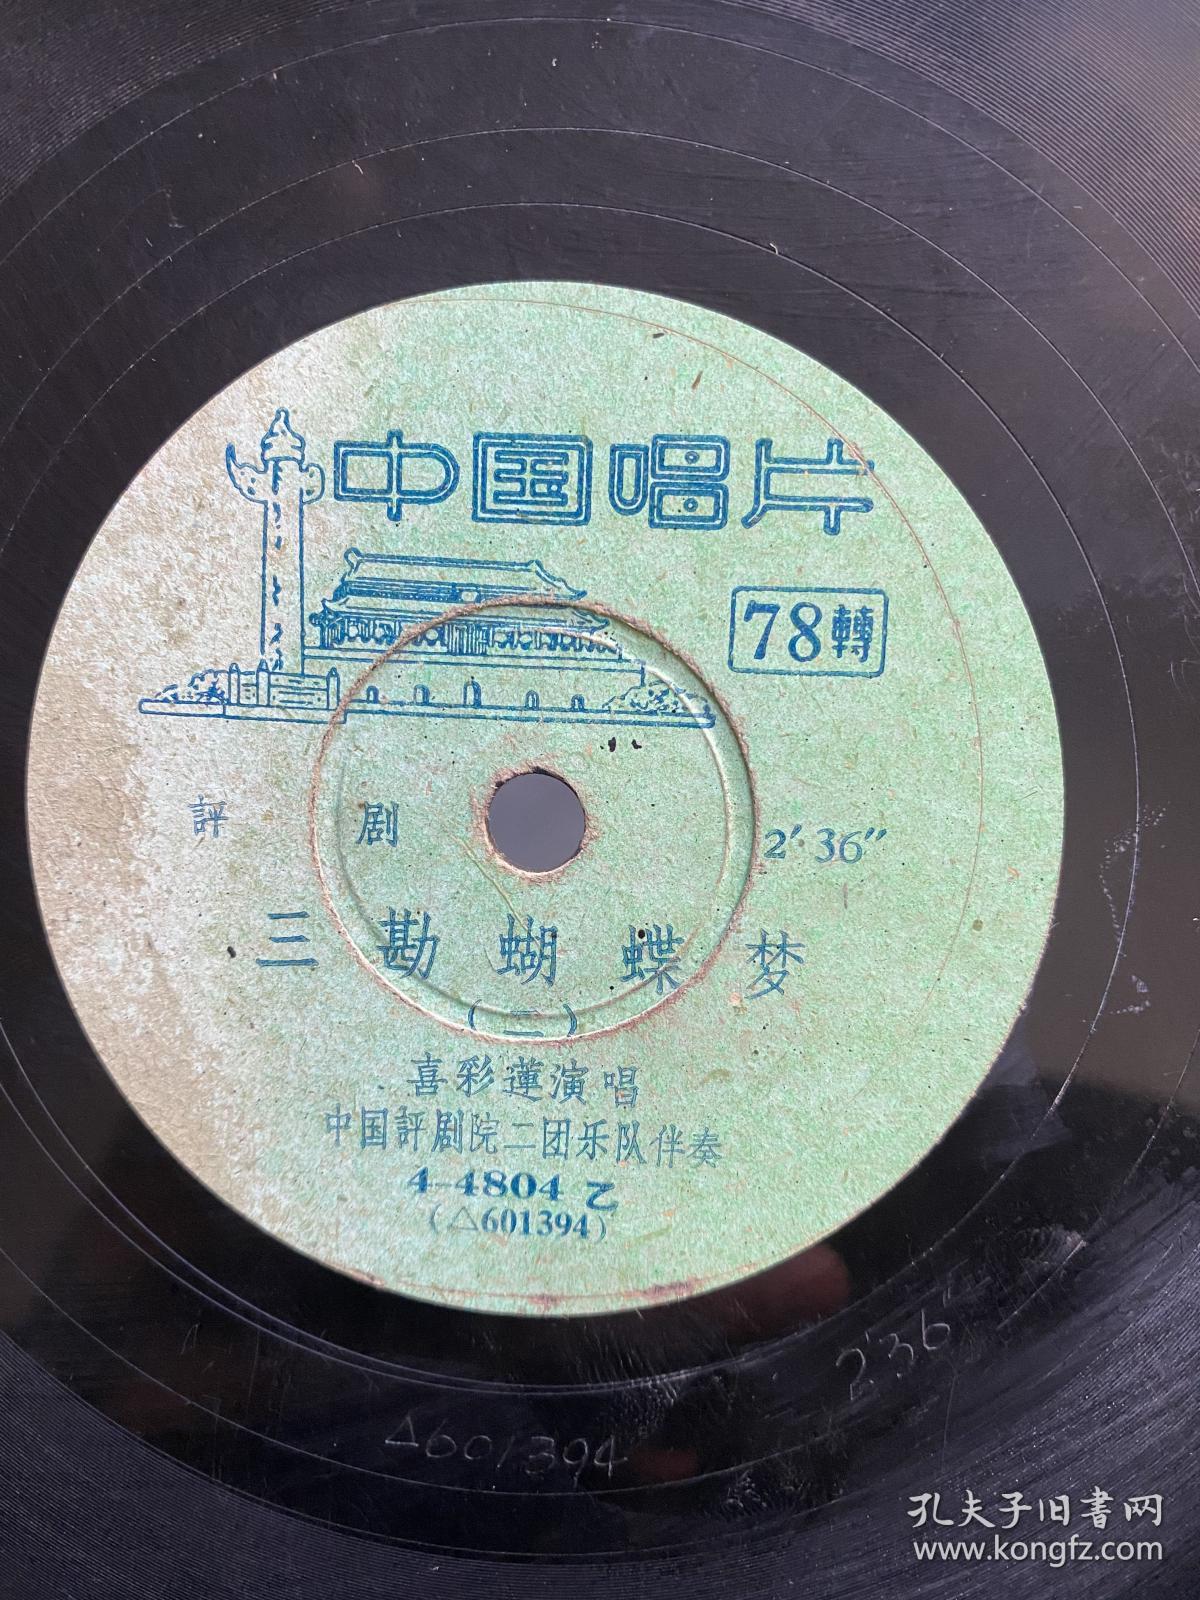 中国唱片
78轉
評 剧 2′36″
三勘蝴蝶梦
(二)
喜彩蓮演唱
中国評剧院二团乐队伴奏
4-4804 乙
(△601394)
2′36″
△601394
孔夫子旧書网
www.kongfz.com